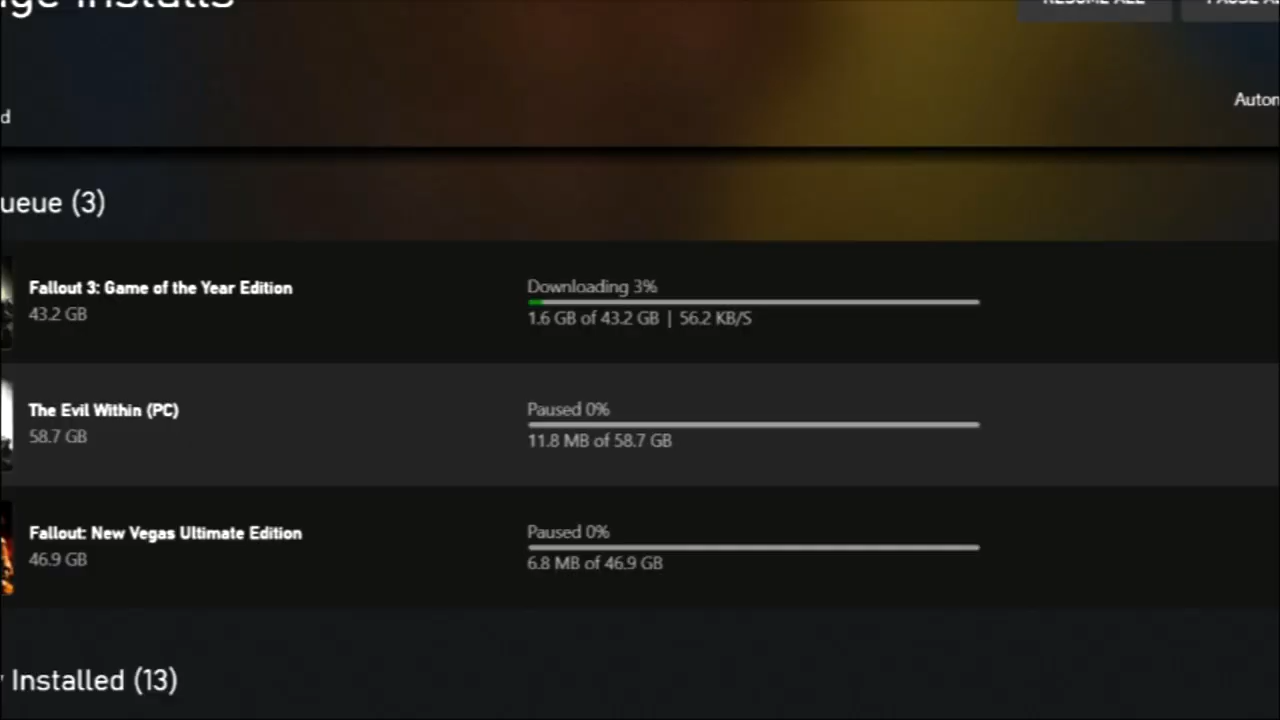 Installs
RESUME ALL
d
ueue (3)
Fallout 3: Game of the Year Edition
Downloading 3%
43.2 GB
1.6 GB of 43.2 GB | 56.2 KB/S
The Evil Within (PC)
Paused 0%
58.7 GB
11.8 MB of 58.7 GB
Fallout: New Vegas Ultimate Edition
Paused 0%
46.9 GB
6.8 MB of 46.9 GB
Installed (13)